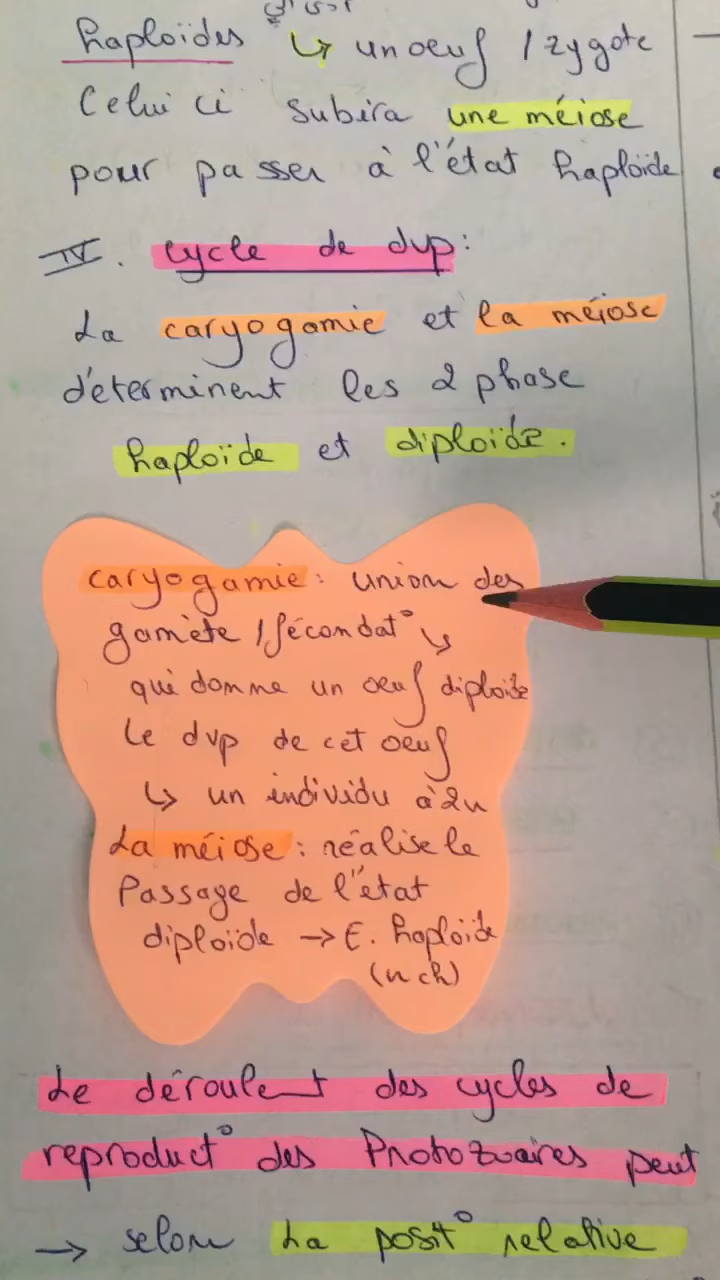 haploïdes ↳ un oeuf / zygote
Celui ci subira une méiose
pour passer à l'état haploïde
IV. Cycle de dvp:
La caryogamie et la méiose
d'éterminent les 2 phase
haploïde et diploïde.
caryogamie: union des
gamète / fécondat° ↳
qui donne un oeuf diploïde
Le dvp de cet oeuf
↳ un individu à 2n
La méiose: réalise le
Passage de l'état
diploïde → E. haploïde
(n ch)
Le déroulent des cycles de
reproduct° des Protozoaires peut
→ selon La posit° relative